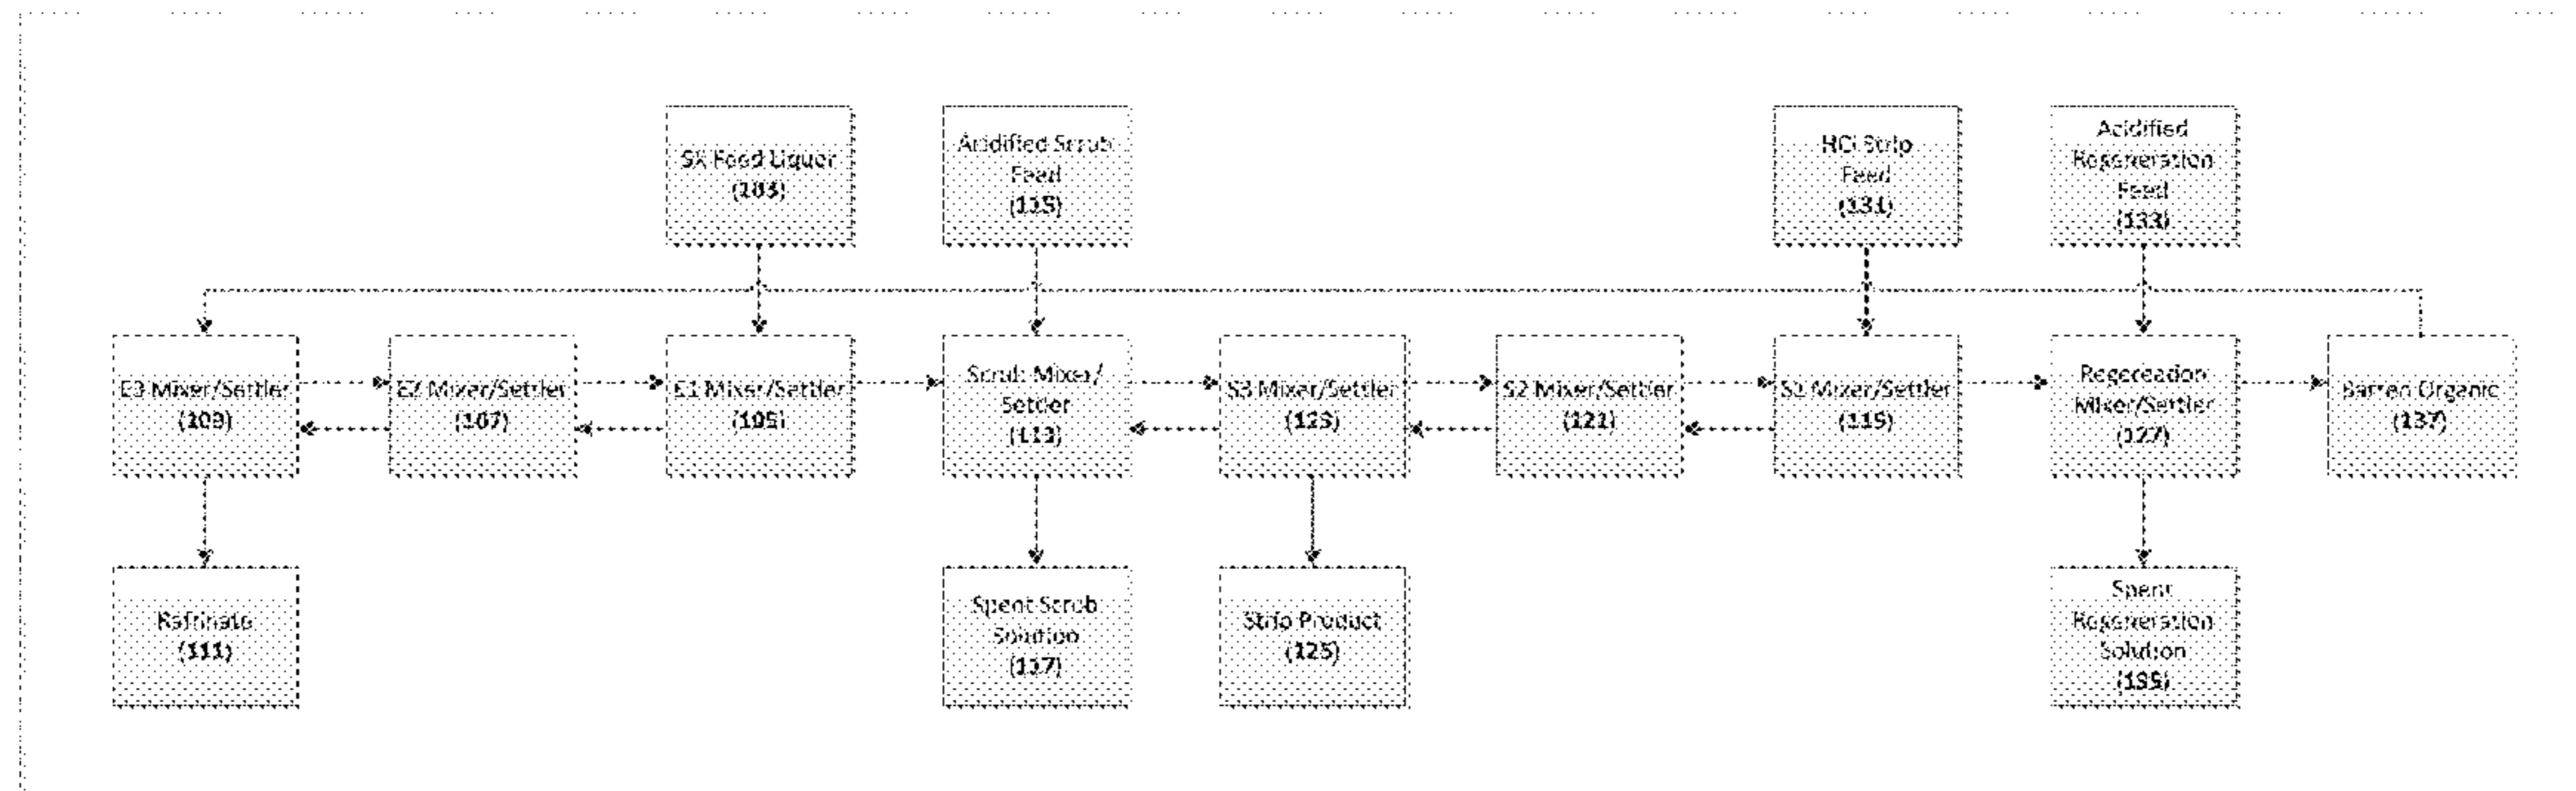 SX Feed Liquor
(103)
Acidified Scrub
Feed
(115)
HCl Strip
Feed
(131)
Acidified
Regeneration
Feed
(133)
E3 Mixer/Settler
(109)
E2 Mixer/Settler
(107)
E1 Mixer/Settler
(105)
Scrub Mixer/
Settler
(113)
S3 Mixer/Settler
(123)
S2 Mixer/Settler
(121)
S1 Mixer/Settler
Mixer/Settler
(127)
Barren Organic
(137)
Raffinate
(111)
Spent Scrub
Solution
(117)
Strip Product
(125)
Spent
Regeneration
Solution
(135)